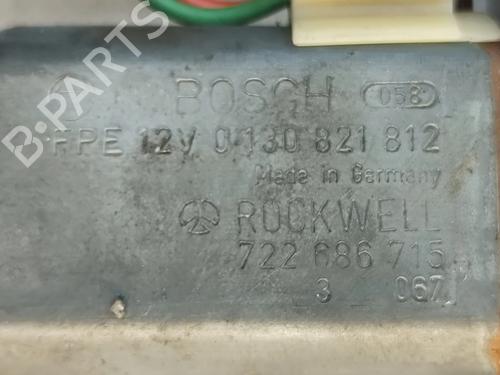 B-PARTS
BOSCH 058
FPE 12V 0 130 821 812
Made in Germany
ROCKWELL
722 686 715
3 067